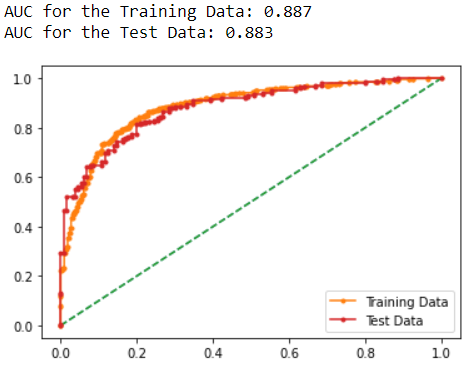 AUC for the Training Data: 0.887
AUC for the Test Data: 0.883
1.0
0.8
0.6
0.4
0.2
0.0
Training Data
Test Data
0.0 0.2 0.4 0.6 0.8 1.0